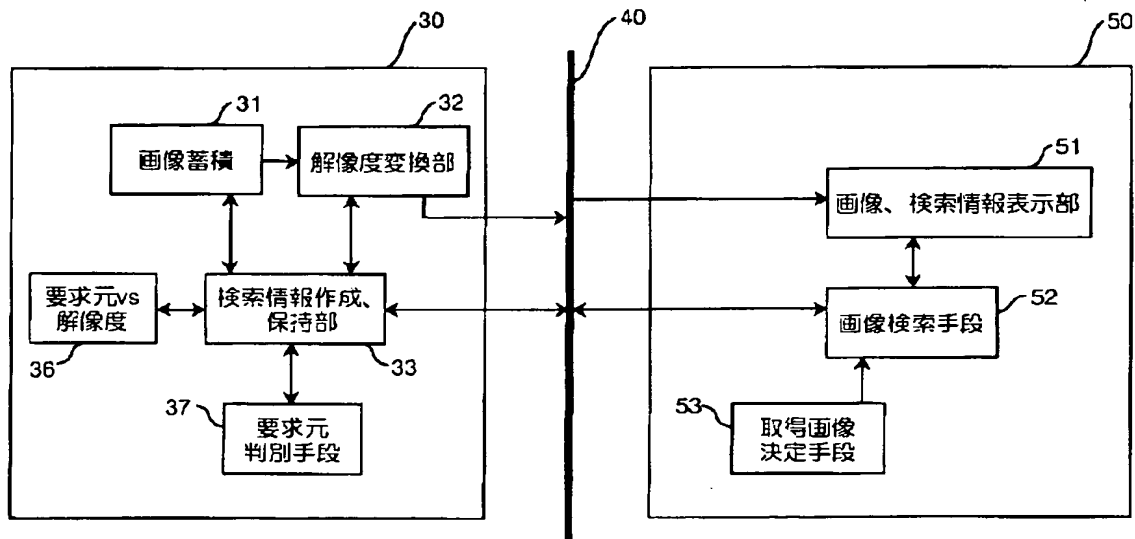 30
40
50
31
画像蓄積
32
解像度変換部
51
画像、検索情報表示部
要求元vs
解像度
36
検索情報作成、
保持部
33
52
画像検索手段
37
要求元
判別手段
53
取得画像
決定手段